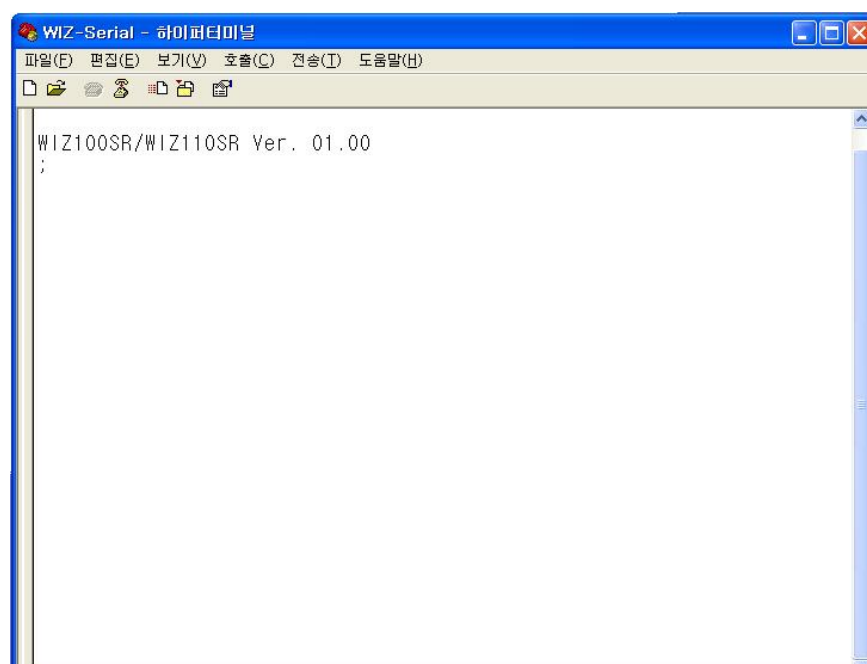 WIZ-Serial - 하이퍼터미널
파일(F) 편집(E) 보기(V) 호출(C) 전송(T) 도움말(H)
WIZ100SR/WIZ110SR Ver. 01.00
;